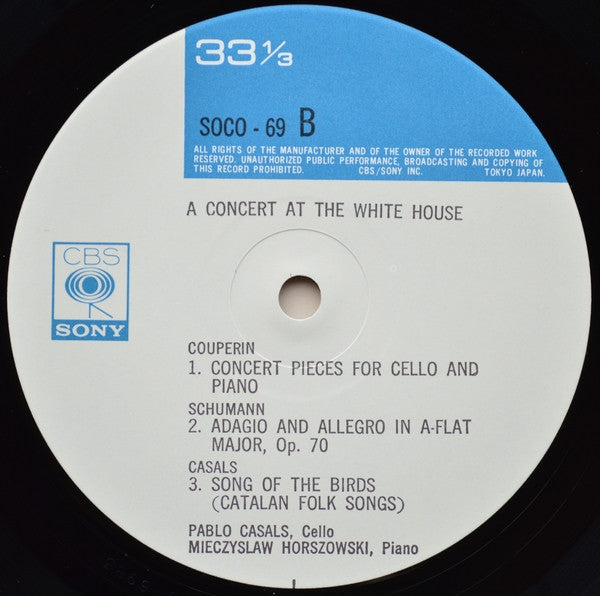 33 1/3
SOCO - 69 B
ALL RIGHTS OF THE MANUFACTURER AND OF THE OWNER OF THE RECORDED WORK
RESERVED. UNAUTHORIZED PUBLIC PERFORMANCE, BROADCASTING AND COPYING OF
THIS RECORD PROHIBITED. CBS/SONY INC. TOKYO JAPAN.
A CONCERT AT THE WHITE HOUSE
CBS
SONY
COUPERIN
1. CONCERT PIECES FOR CELLO AND
PIANO
SCHUMANN
2. ADAGIO AND ALLEGRO IN A-FLAT
MAJOR, Op. 70
CASALS
3. SONG OF THE BIRDS
(CATALAN FOLK SONGS)
PABLO CASALS, Cello
MIECZYSLAW HORSZOWSKI, Piano